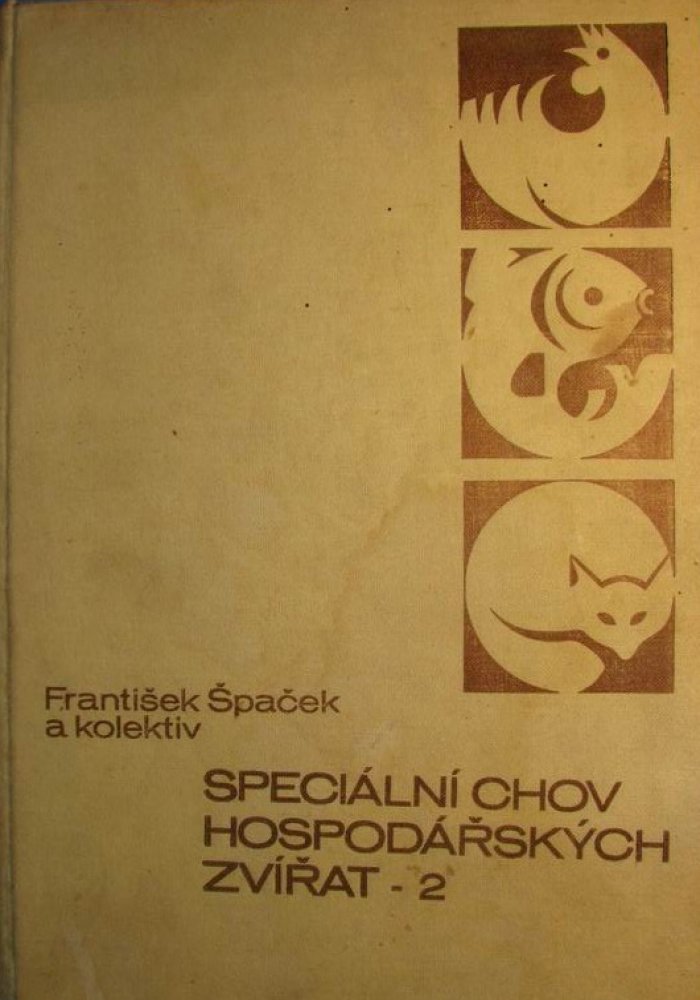 František Špaček
a kolektiv
SPECIÁLNÍ CHOV
HOSPODÁŘSKÝCH
ZVÍŘAT - 2